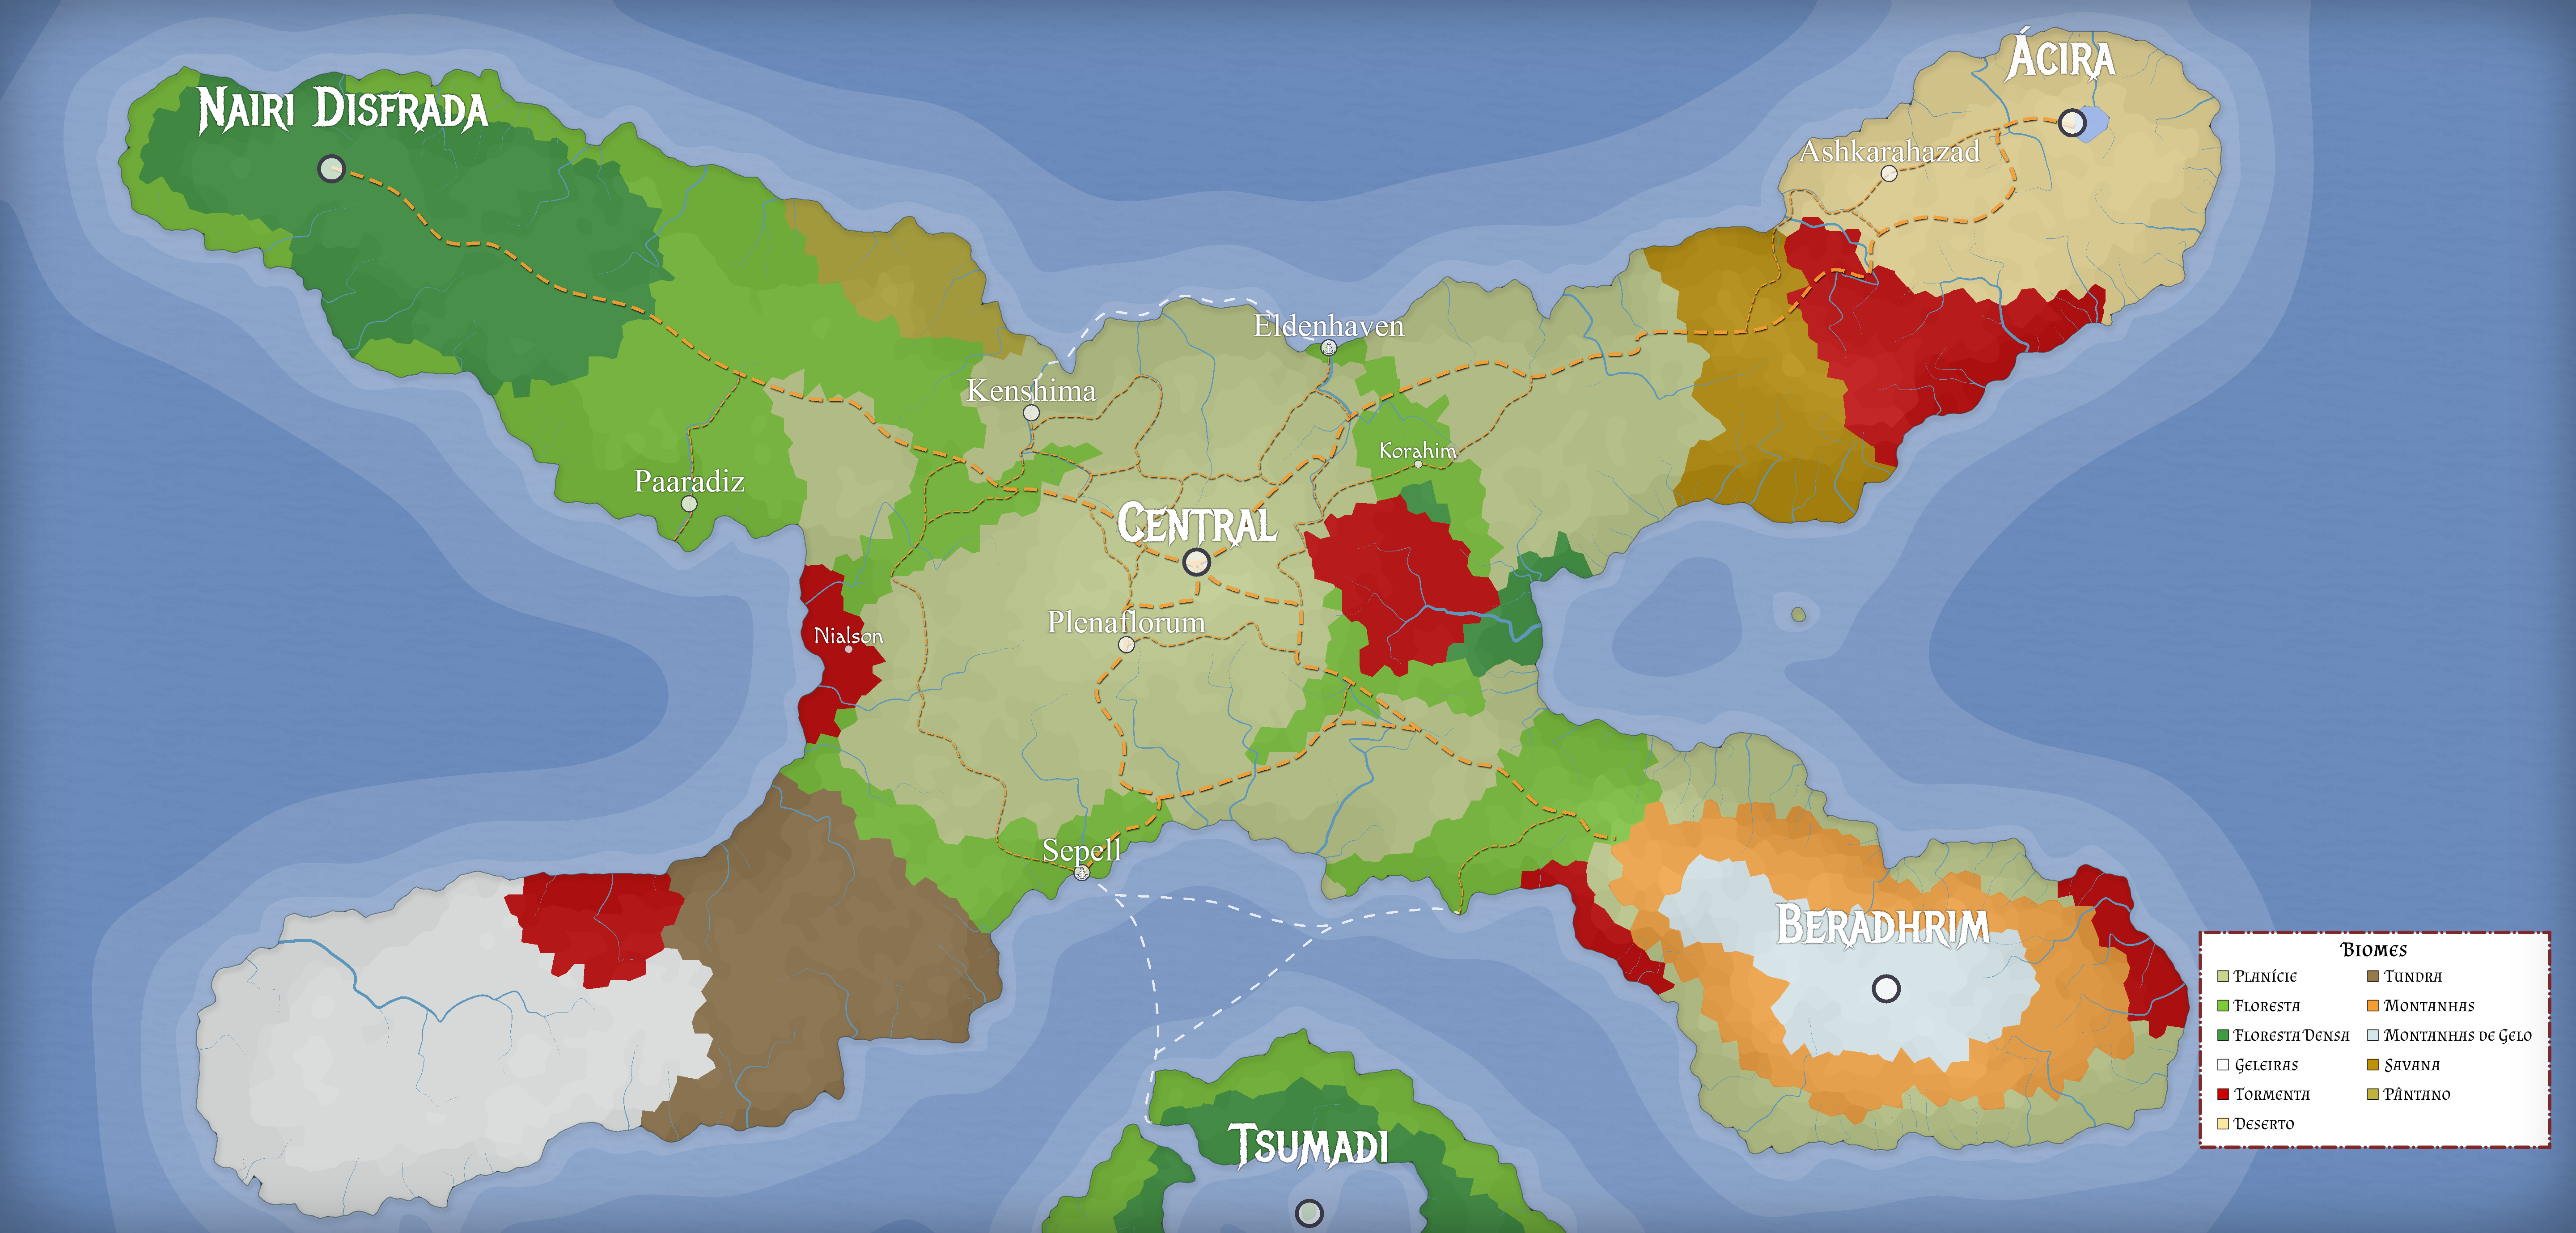 Ácira
Nairi Disfrada
Ashkarahazad
Eldenhaven
Kenshima
Korahim
Paaradiz
Central
Plenaflorum
Nialson
Sepell
Beradhrim
Tsumadi
Biomes
Planície
Floresta
Floresta Densa
Geleiras
Tormenta
Deserto
Tundra
Montanhas
Montanhas de Gelo
Savana
Pântano